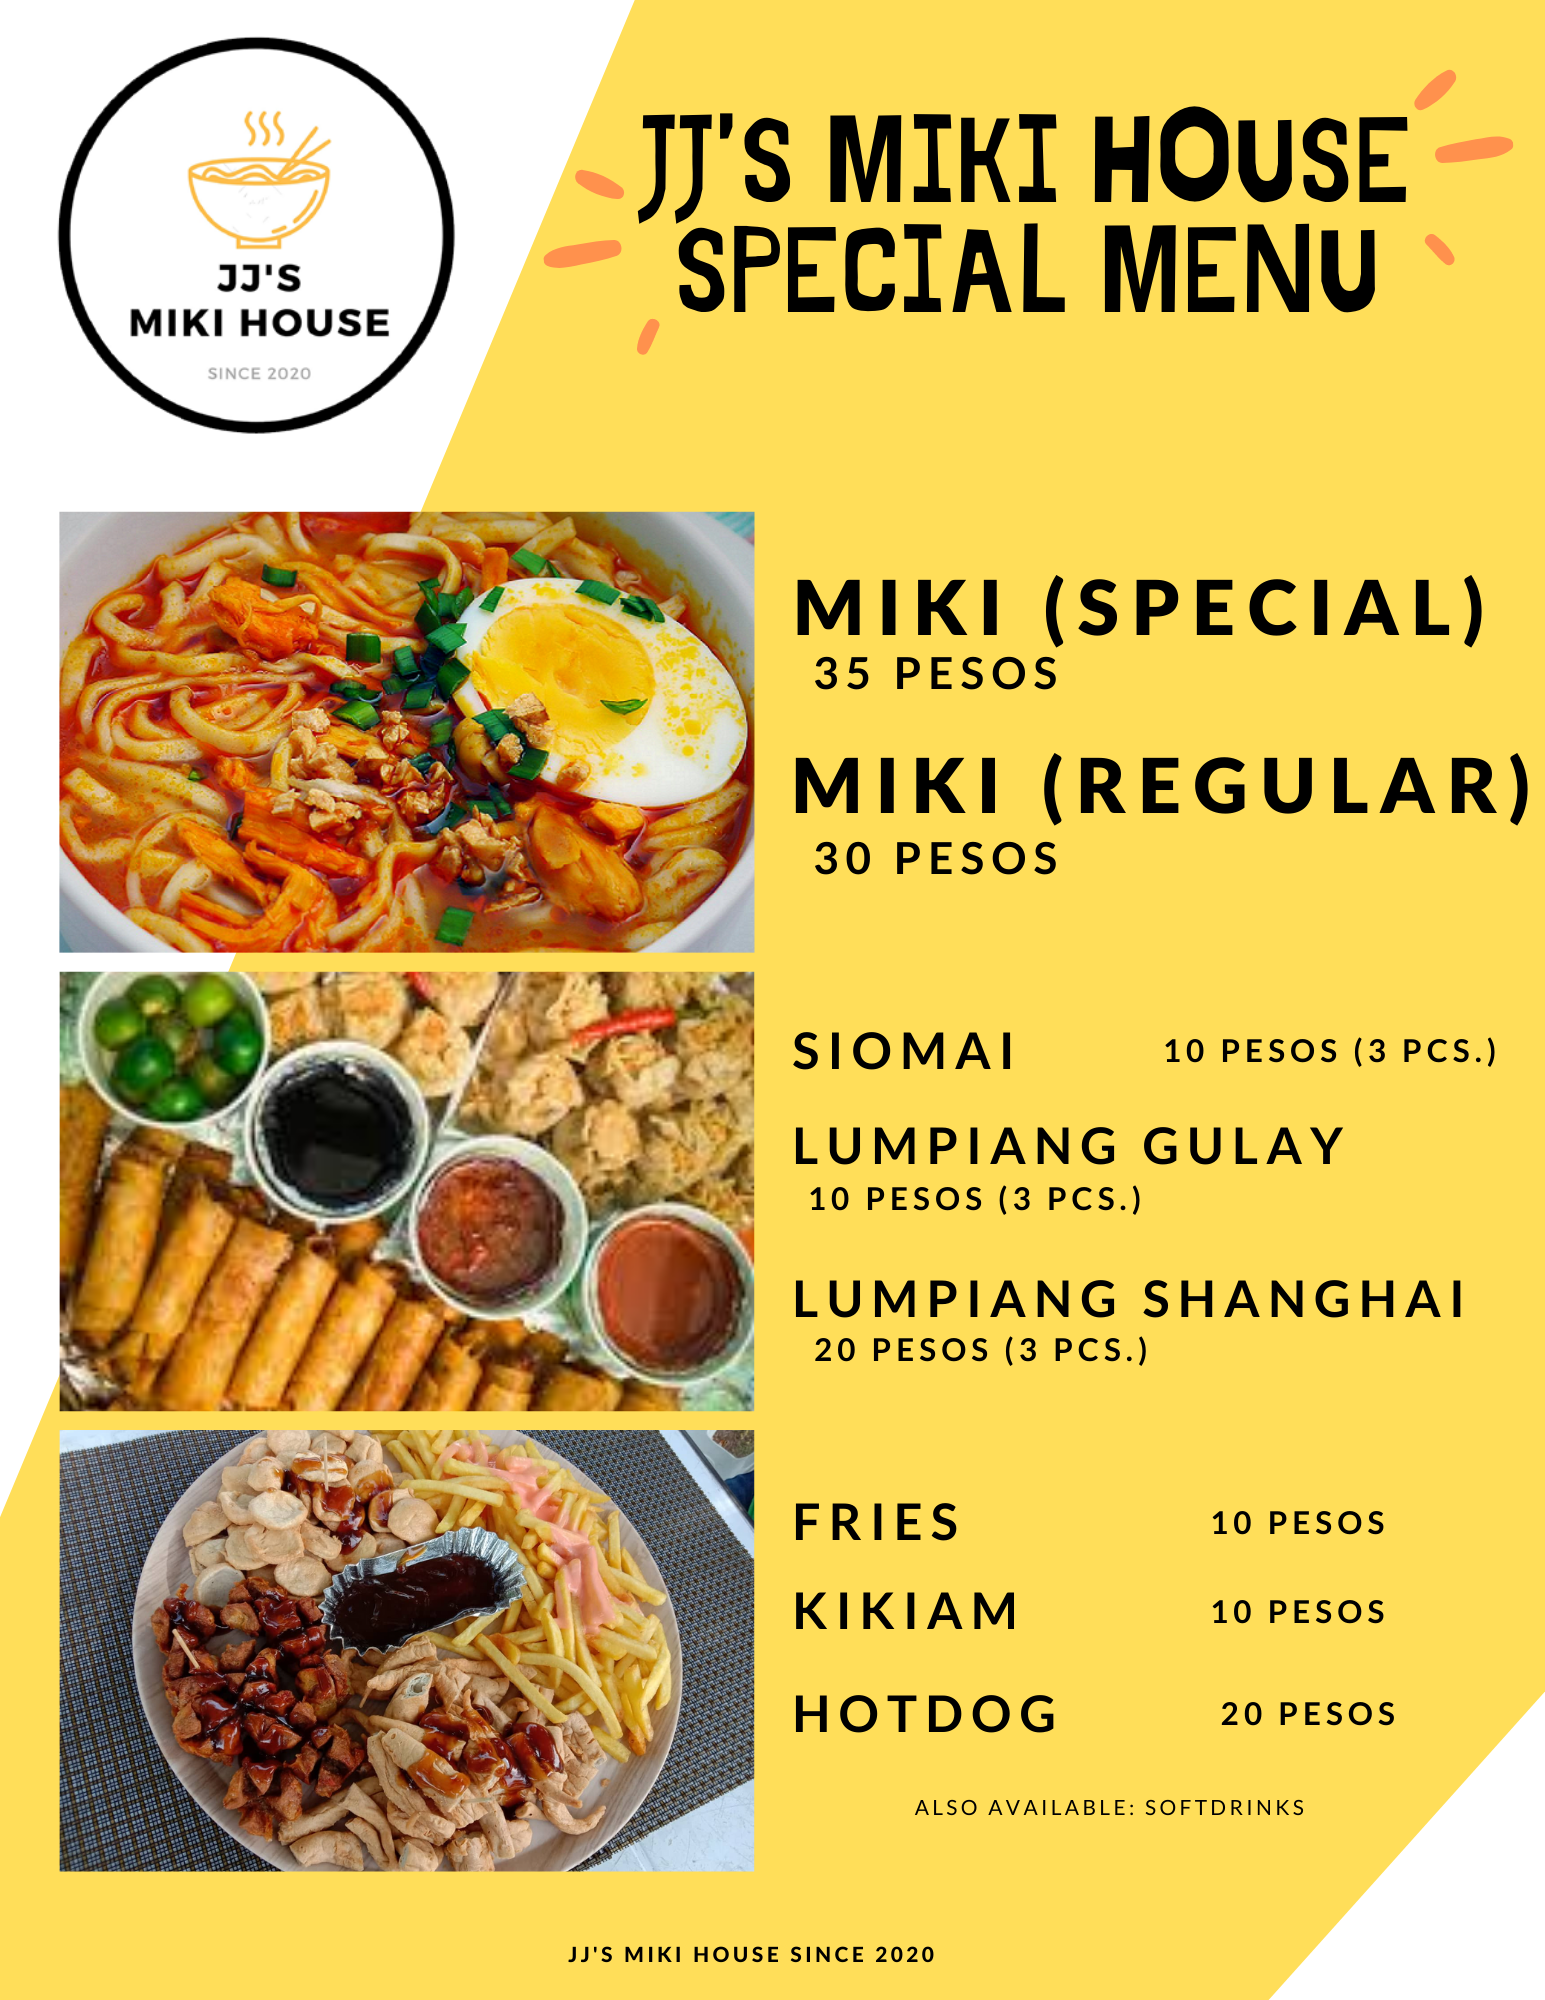 JJ'S
MIKI HOUSE
SINCE 2020
JJ'S MIKI HOUSE
SPECIAL MENU
MIKI (SPECIAL)
35 PESOS
MIKI (REGULAR)
30 PESOS
SIOMAI 10 PESOS (3 PCS.)
LUMPIANG GULAY
10 PESOS (3 PCS.)
LUMPIANG SHANGHAI
20 PESOS (3 PCS.)
FRIES 10 PESOS
KIKIAM 10 PESOS
HOTDOG 20 PESOS
ALSO AVAILABLE: SOFTDRINKS
JJ'S MIKI HOUSE SINCE 2020